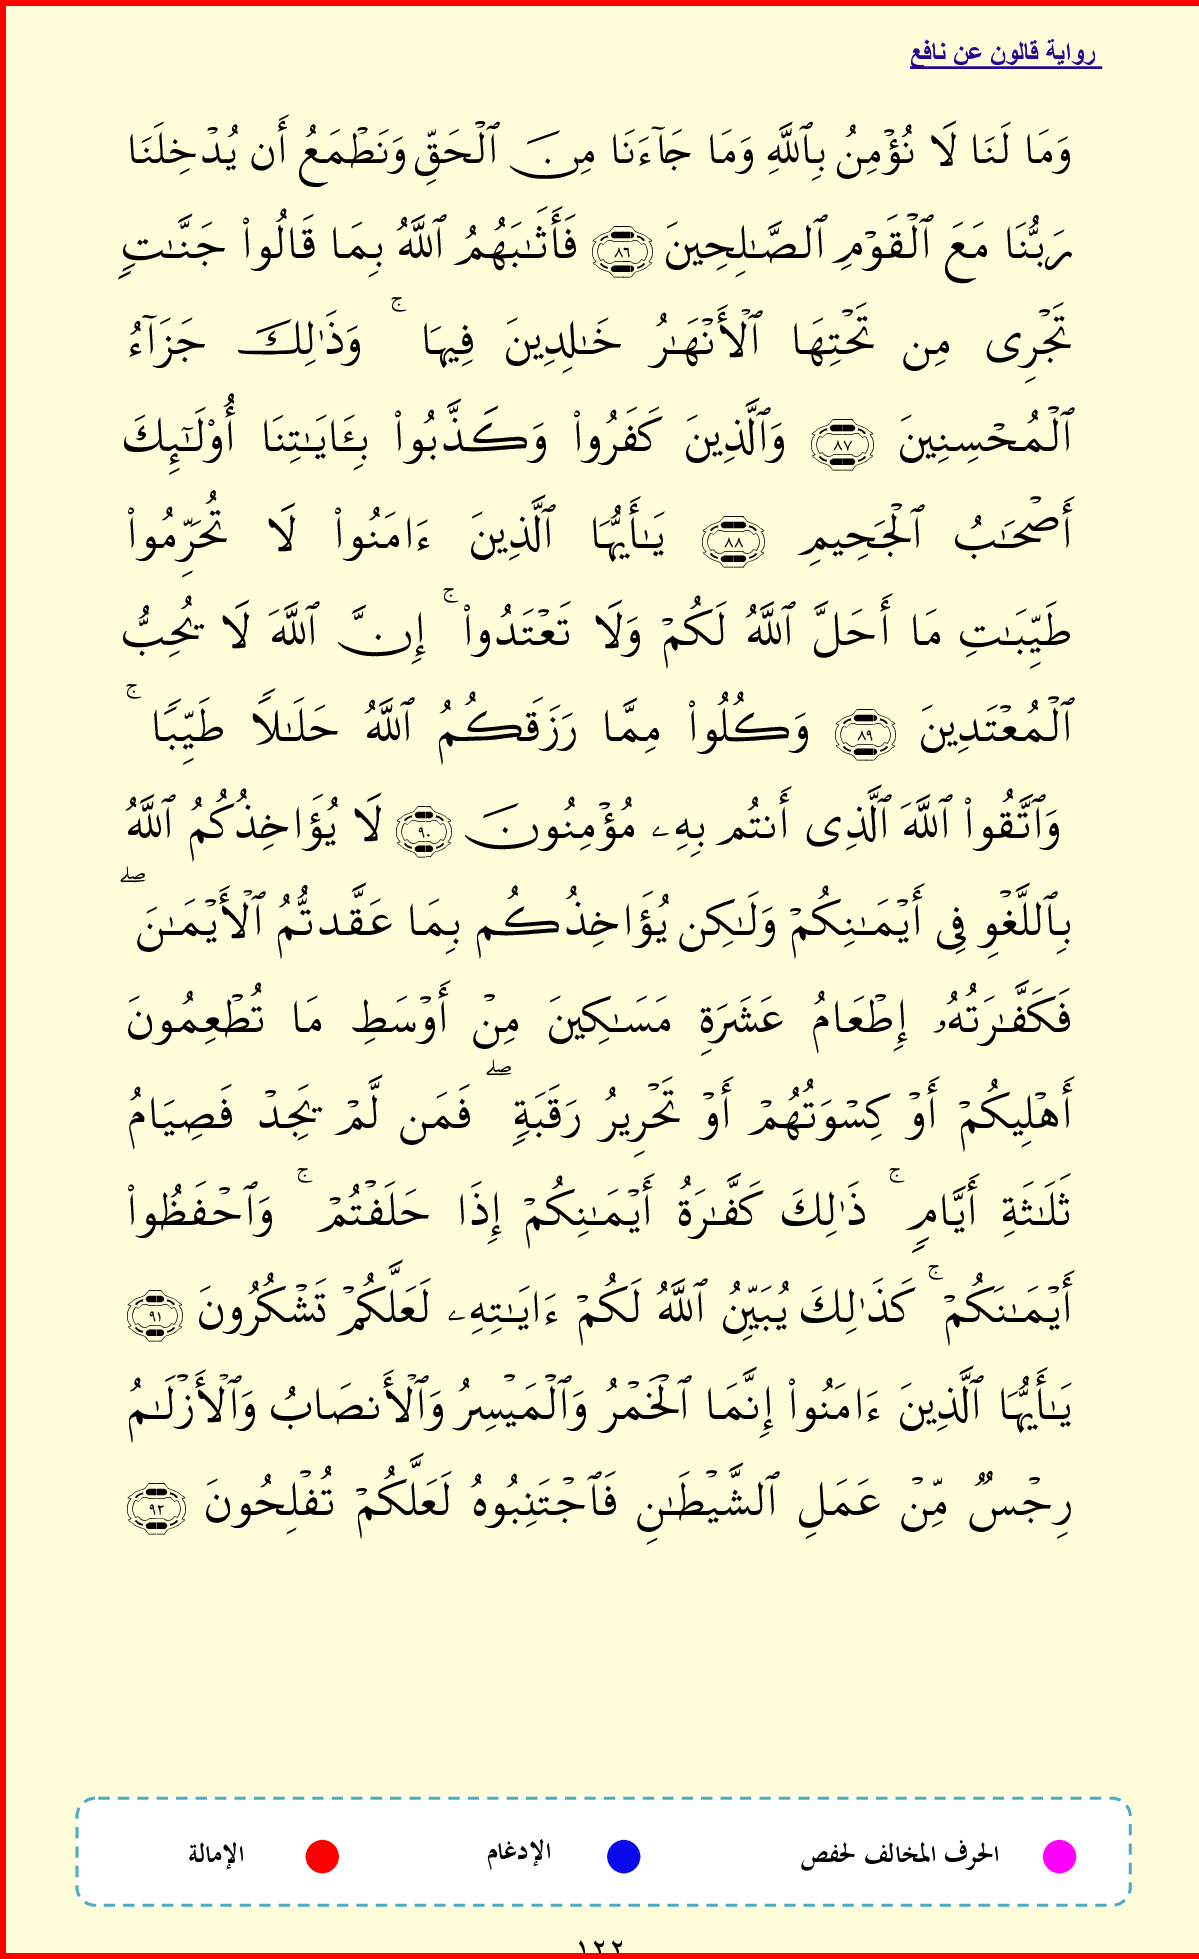 رواية قالون عن نافع
وَمَا لَنَا لَا نُؤْمِنُ بِٱللَّهِ وَمَا جَآءَنَا مِنَ ٱلْحَقِّ وَنَطْمَعُ أَن يُدْخِلَنَا
رَبُّنَا مَعَ ٱلْقَوْمِ ٱلصَّٰلِحِينَ ٨٦ فَأَثَٰبَهُمُ ٱللَّهُ بِمَا قَالُوا۟ جَنَّٰتٍ
تَجْرِى مِن تَحْتِهَا ٱلْأَنْهَٰرُ خَٰلِدِينَ فِيهَا ۚ وَذَٰلِكَ جَزَآءُ
ٱلْمُحْسِنِينَ ٨٧ وَٱلَّذِينَ كَفَرُوا۟ وَكَذَّبُوا۟ بِـَٔايَٰتِنَا أُو۟لَٰٓئِكَ
أَصْحَٰبُ ٱلْجَحِيمِ ٨٨ يَٰٓأَيُّهَا ٱلَّذِينَ ءَامَنُوا۟ لَا تُحَرِّمُوا۟
طَيِّبَٰتِ مَا أَحَلَّ ٱللَّهُ لَكُمْ وَلَا تَعْتَدُوا۟ ۚ إِنَّ ٱللَّهَ لَا يُحِبُّ
ٱلْمُعْتَدِينَ ٨٩ وَكُلُوا۟ مِمَّا رَزَقَكُمُ ٱللَّهُ حَلَٰلًا طَيِّبًا ۚ
وَٱتَّقُوا۟ ٱللَّهَ ٱلَّذِى أَنتُم بِهِۦ مُؤْمِنُونَ ٩٠ لَا يُؤَاخِذُكُمُ ٱللَّهُ
بِٱللَّغْوِ فِى أَيْمَٰنِكُمْ وَلَٰكِن يُؤَاخِذُكُم بِمَا عَقَّدتُّمُ ٱلْأَيْمَٰنَ ۖ
فَكَفَّٰرَتُهُۥ إِطْعَامُ عَشَرَةِ مَسَٰكِينَ مِنْ أَوْسَطِ مَا تُطْعِمُونَ
أَهْلِيكُمْ أَوْ كِسْوَتُهُمْ أَوْ تَحْرِيرُ رَقَبَةٍ ۖ فَمَن لَّمْ يَجِدْ فَصِيَامُ
ثَلَٰثَةِ أَيَّامٍ ۚ ذَٰلِكَ كَفَّٰرَةُ أَيْمَٰنِكُمْ إِذَا حَلَفْتُمْ ۚ وَٱحْفَظُوا۟
أَيْمَٰنَكُمْ ۚ كَذَٰلِكَ يُبَيِّنُ ٱللَّهُ لَكُمْ ءَايَٰتِهِۦ لَعَلَّكُمْ تَشْكُرُونَ ٩١
يَٰٓأَيُّهَا ٱلَّذِينَ ءَامَنُوا۟ إِنَّمَا ٱلْخَمْرُ وَٱلْمَيْسِرُ وَٱلْأَنصَابُ وَٱلْأَزْلَٰمُ
رِجْسٌ مِّنْ عَمَلِ ٱلشَّيْطَٰنِ فَٱجْتَنِبُوهُ لَعَلَّكُمْ تُفْلِحُونَ ٩٢
الحرف المخالف لحفص الإدغام الإمالة
١٢٢